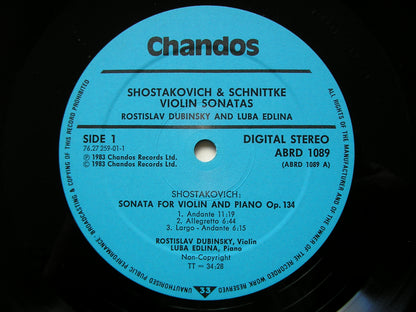 Chandos
SHOSTAKOVICH & SCHNITTKE
VIOLIN SONATAS
ROSTISLAV DUBINSKY AND LUBA EDLINA
SIDE 1
76.27 259-01-1
DIGITAL STEREO
ABRD 1089
(ABRD 1089 A)
℗ 1983 Chandos Records Ltd.
© 1983 Chandos Records Ltd.
SHOSTAKOVICH:
SONATA FOR VIOLIN AND PIANO Op.134
1. Andante 11:19
2. Allegretto 6:44
3. Largo - Andante 6:15
ROSTISLAV DUBINSKY, Violin
LUBA EDLINA, Piano
Non-Copyright
TT = 34:28
33
ALL RIGHTS OF THE MANUFACTURER AND OF THE OWNER OF THE RECORDED WORK RESERVED
UNAUTHORISED PUBLIC PERFORMANCE, BROADCASTING & COPYING OF THIS RECORD PROHIBITED